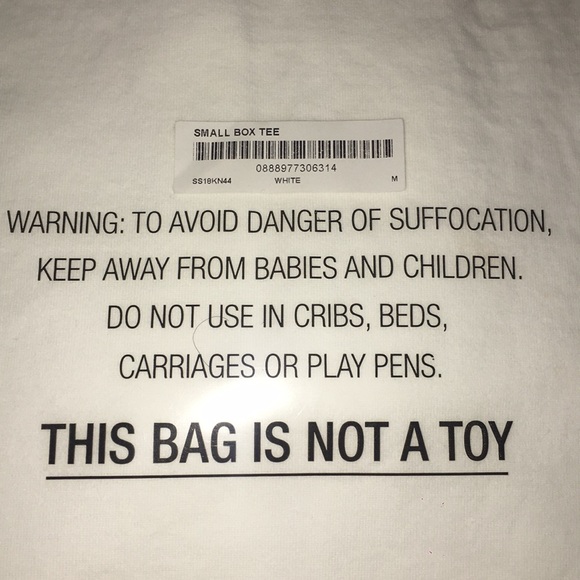 SMALL BOX TEE
0888977306314
SS18KN44 WHITE M
WARNING: TO AVOID DANGER OF SUFFOCATION,
KEEP AWAY FROM BABIES AND CHILDREN.
DO NOT USE IN CRIBS, BEDS,
CARRIAGES OR PLAY PENS.
THIS BAG IS NOT A TOY